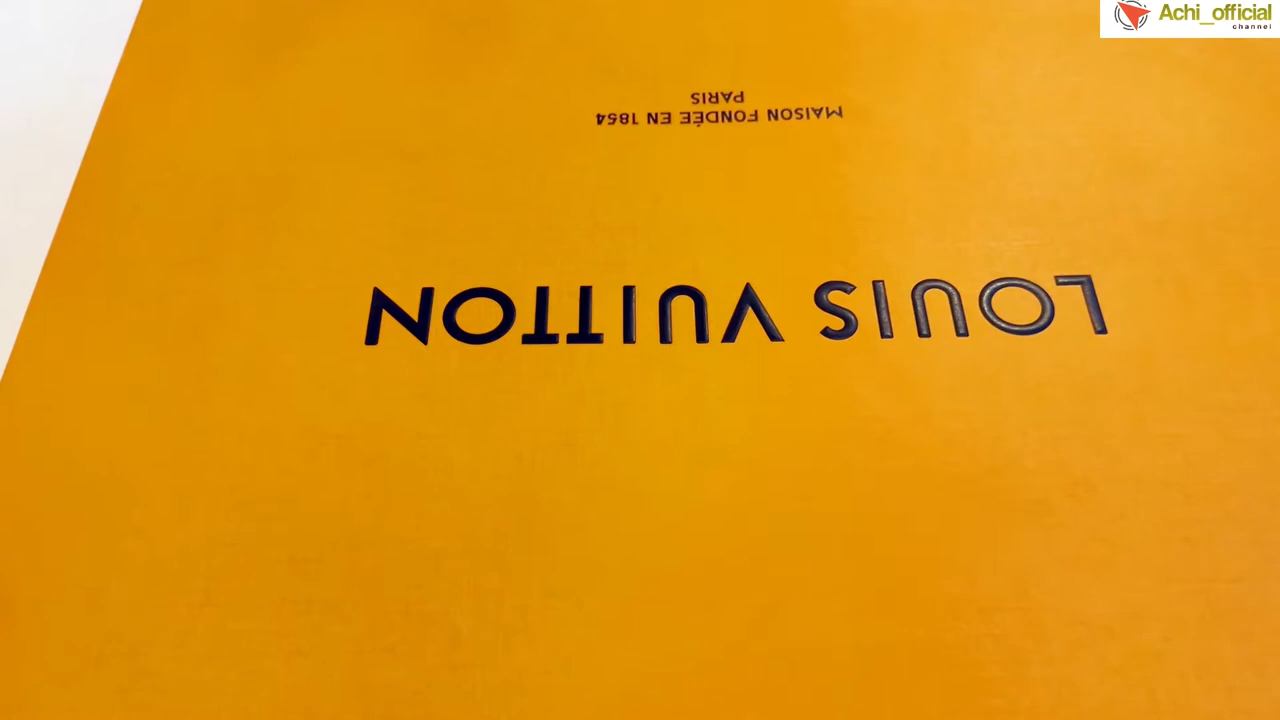 Achi_official
channel
LOUIS VUITTON
MAISON FONDÉE EN 1854
PARIS